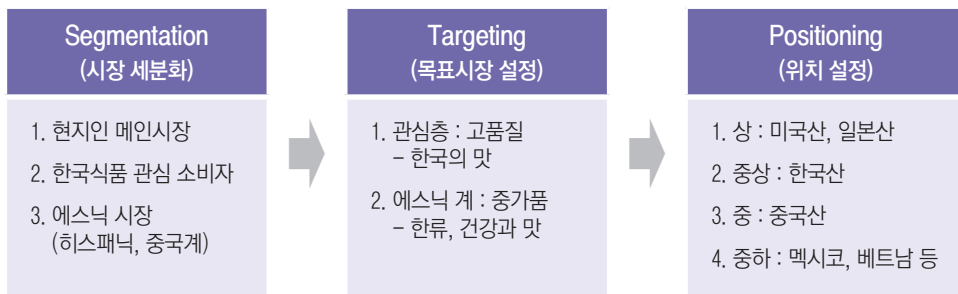 Segmentation
(시장 세분화)
1. 현지인 메인시장
2. 한국식품 관심 소비자
3. 에스닉 시장
(히스패닉, 중국계)
Targeting
(목표시장 설정)
1. 관심층 : 고품질
– 한국의 맛
2. 에스닉 계 : 중가품
– 한류, 건강과 맛
Positioning
(위치 설정)
1. 상 : 미국산, 일본산
2. 중상 : 한국산
3. 중 : 중국산
4. 중하 : 멕시코, 베트남 등